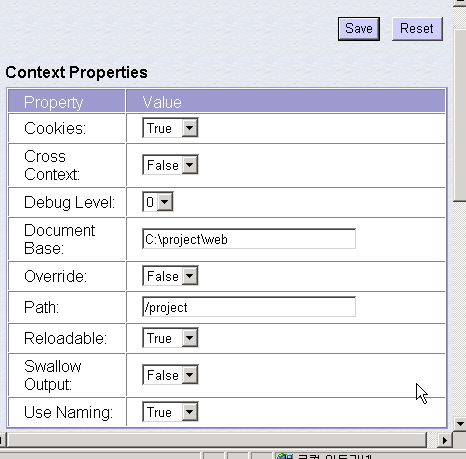 Save Reset
Context Properties
Property Value
Cookies: True
Cross
Context: False
Debug Level: 0
Document
Base: C:\project\web
Override: False
Path: /project
Reloadable: True
Swallow
Output: False
Use Naming: True